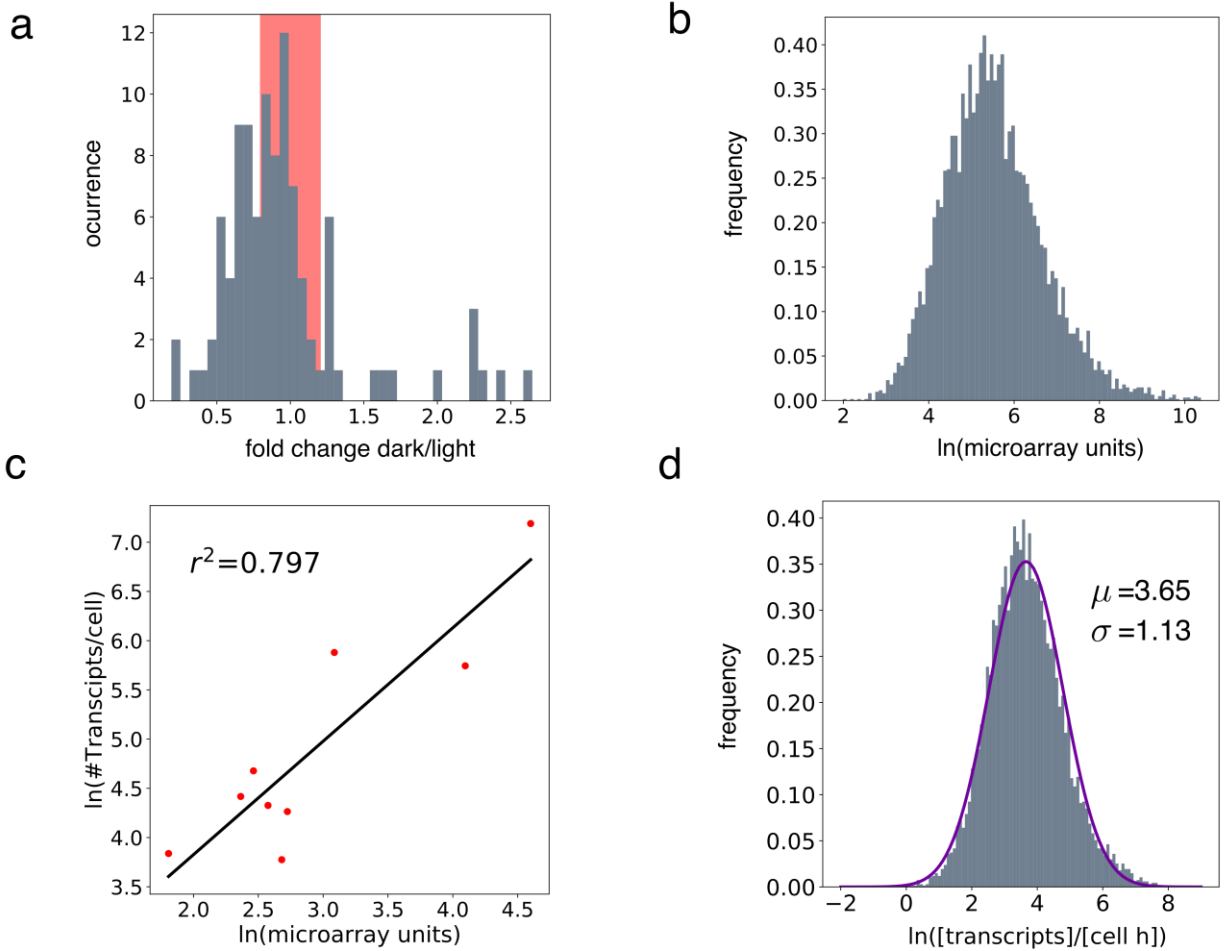 a
12
10
8
6
4
2
0
ocurrence
0.5 1.0 1.5 2.0 2.5
fold change dark/light
b
0.40
0.35
0.30
0.25
0.20
0.15
0.10
0.05
0.00
frequency
2 4 6 8 10
ln(microarray units)
c
r²=0.797
7.0
6.5
6.0
5.5
5.0
4.5
4.0
3.5
ln(#Transcipts/cell)
2.0 2.5 3.0 3.5 4.0 4.5
ln(microarray units)
d
0.40
0.35
0.30
0.25
0.20
0.15
0.10
0.05
0.00
frequency
μ =3.65
σ =1.13
−2 0 2 4 6 8
ln([transcripts]/[cell h])